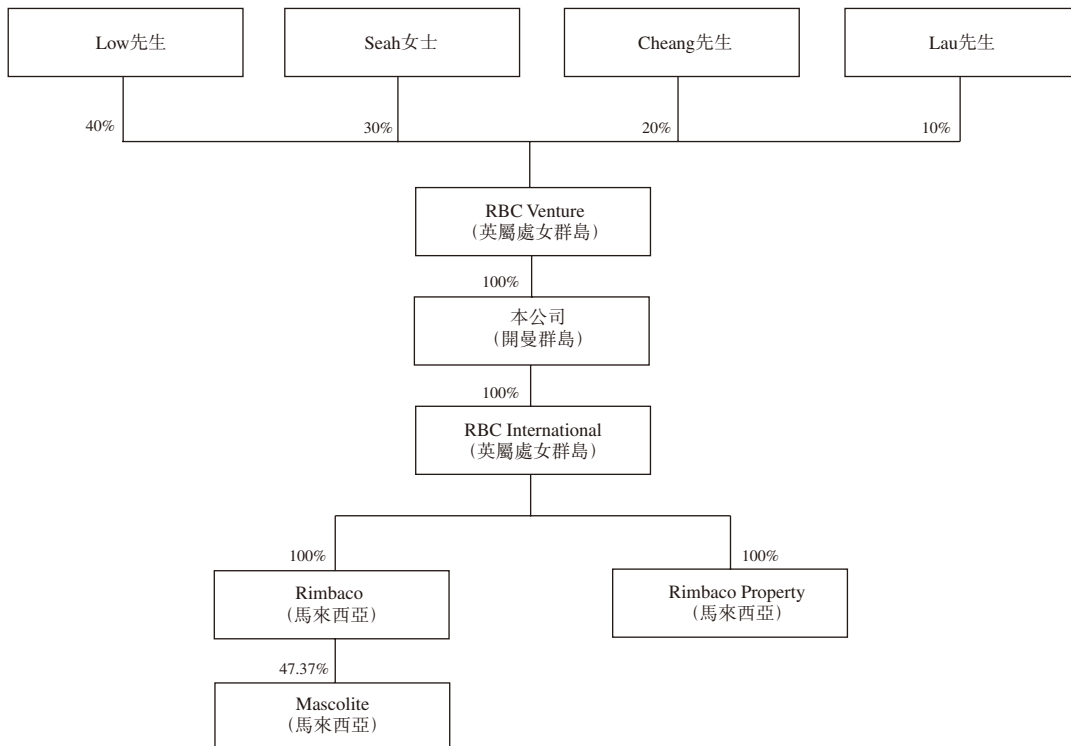 Low先生
Seah女士
Cheang先生
Lau先生
40%
30%
20%
10%
RBC Venture
(英屬處女群島)
100%
本公司
(開曼群島)
100%
RBC International
(英屬處女群島)
100%
100%
Rimbaco
(馬來西亞)
Rimbaco Property
(馬來西亞)
47.37%
Mascolite
(馬來西亞)